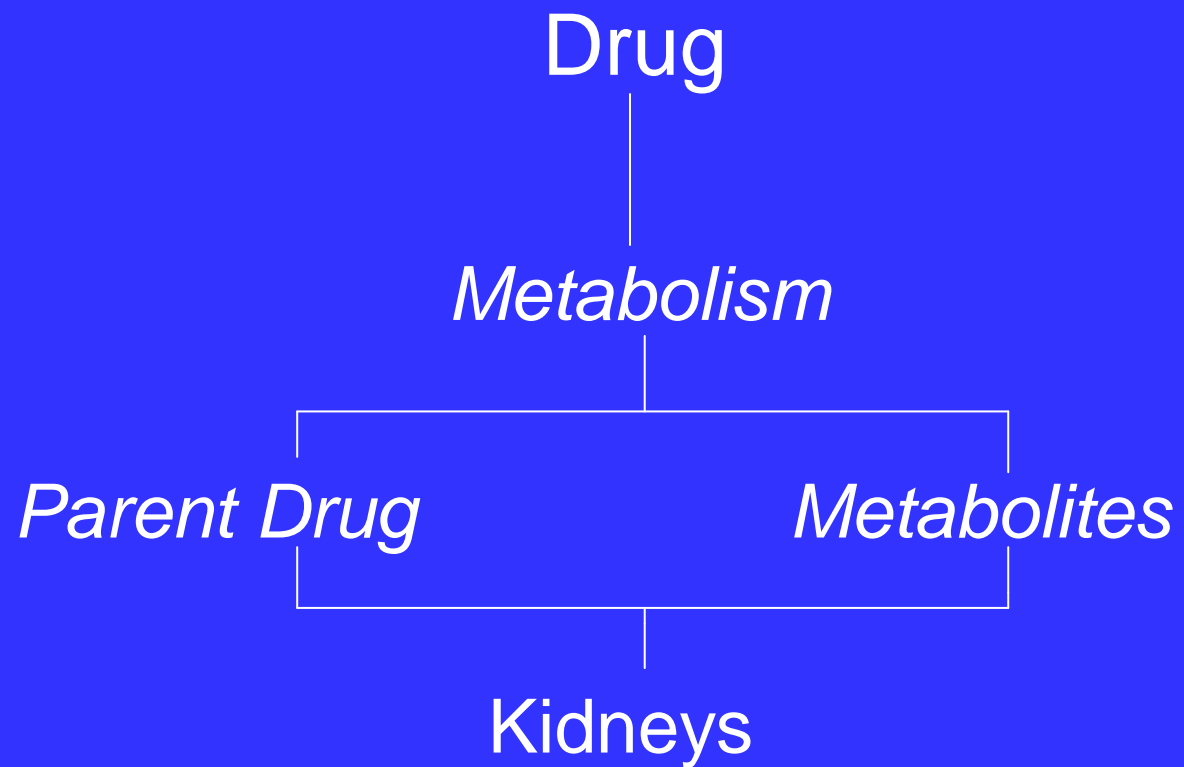 Drug
Metabolism
Parent Drug
Metabolites
Kidneys